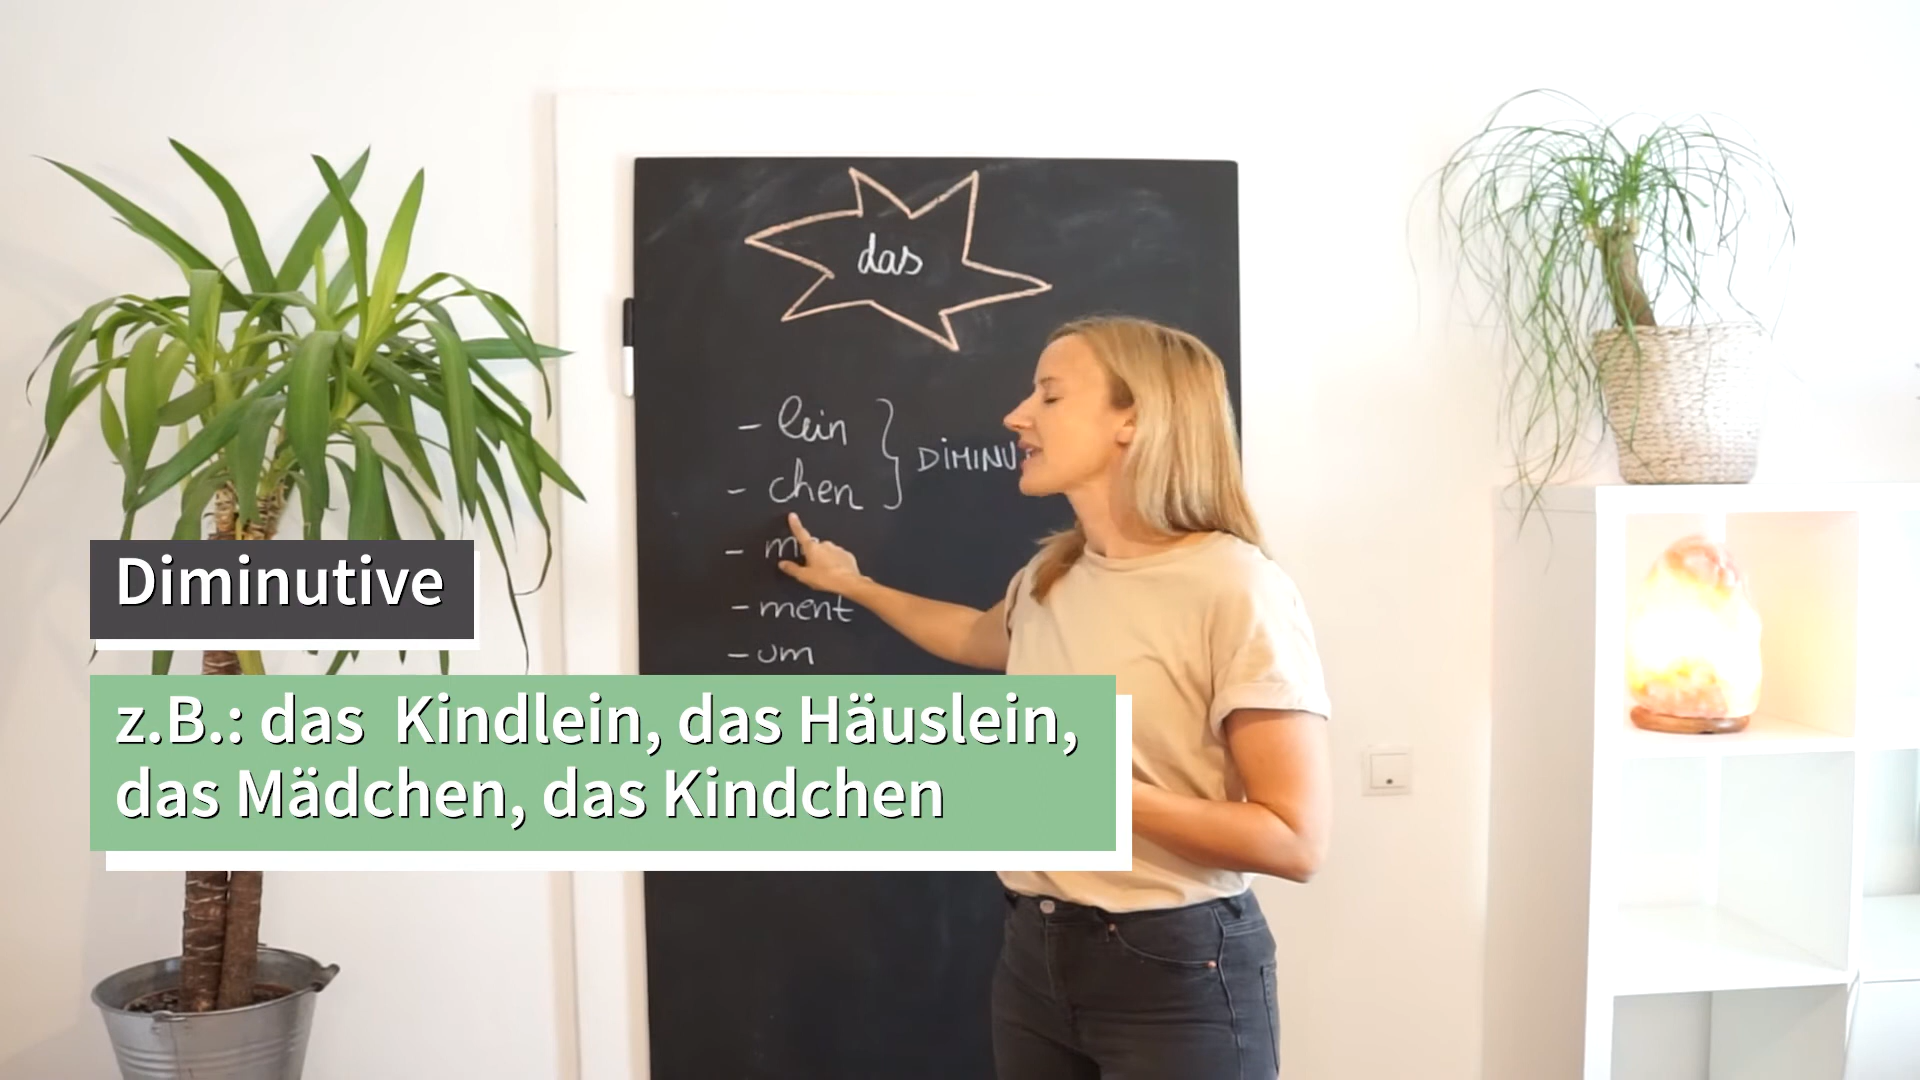 das
- lein
- chen
DIMINU
- ment
- um
Diminutive
z.B.: das Kindlein, das Häuslein,
das Mädchen, das Kindchen